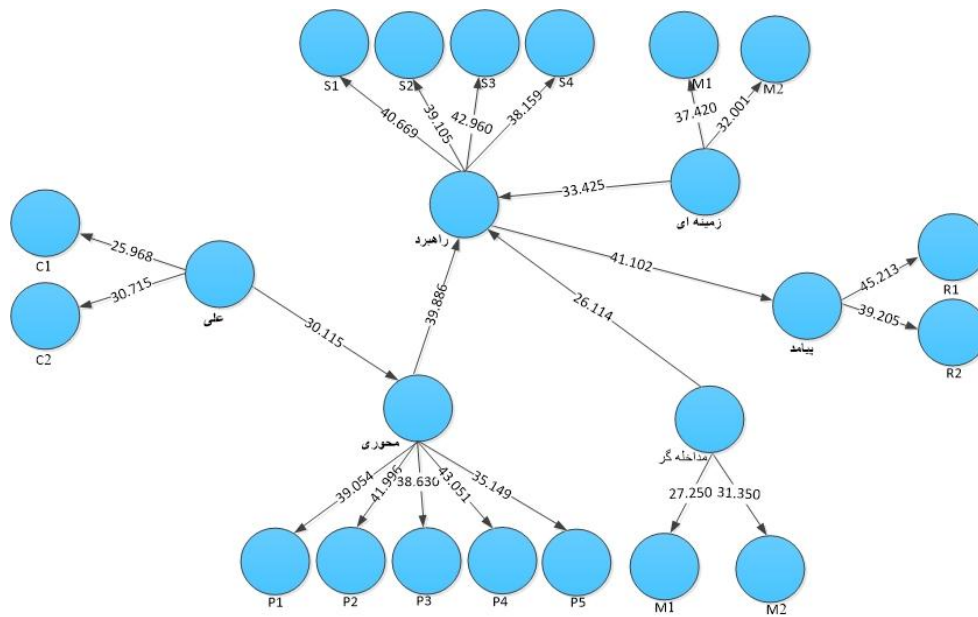 S1
S2
S3
S4
M1
M2
40.669
39.105
42.960
38.159
37.420
32.001
33.425
زمینه ای
راهبرد
C1
25.968
30.715
C2
علی
41.102
45.213
R1
39.205
R2
پیامد
39.886
26.114
30.115
محوری
مداخله گر
39.054
41.996
38.630
43.051
35.149
27.250
31.350
P1
P2
P3
P4
P5
M1
M2